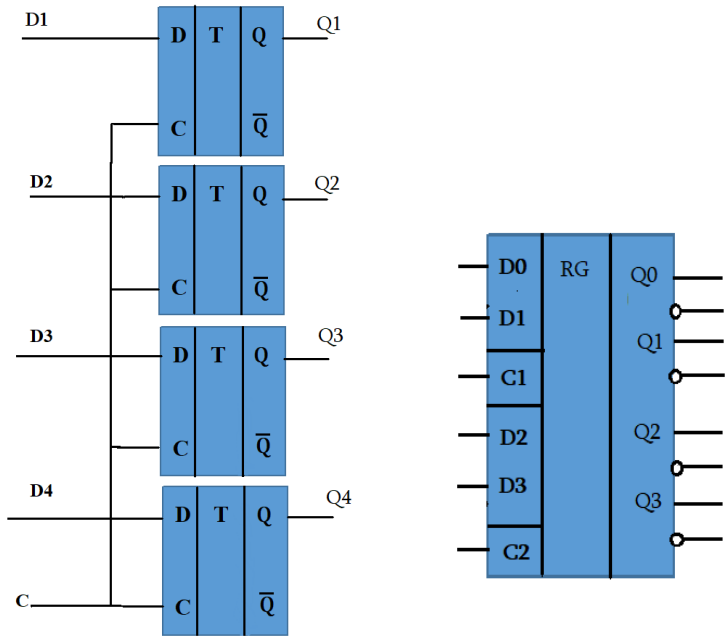 D1
D T Q Q1
C Q̅
D2
D T Q Q2
C Q̅
D3
D T Q Q3
C Q̅
D4
D T Q Q4
C
C Q̅
D0 RG Q0
D1 Q1
C1
D2 Q2
D3 Q3
C2